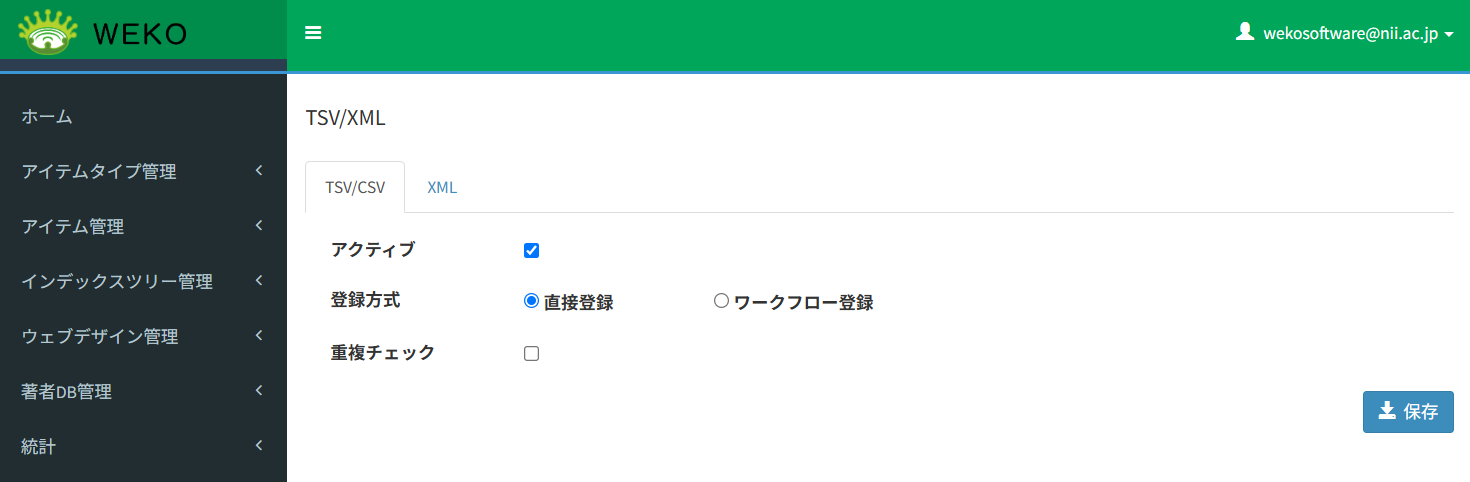 WEKO
wekosoftware@nii.ac.jp
ホーム
アイテムタイプ管理
アイテム管理
インデックスツリー管理
ウェブデザイン管理
著者DB管理
統計
TSV/XML
TSV/CSV XML
アクティブ
登録方式 直接登録 ワークフロー登録
重複チェック
保存